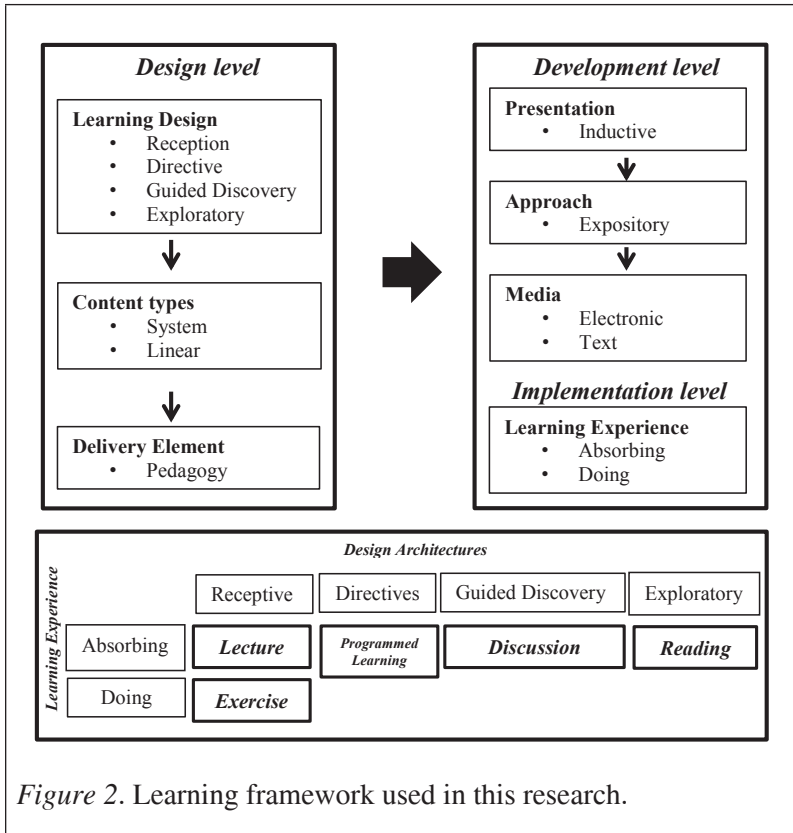 Design level
Learning Design
• Reception
• Directive
• Guided Discovery
• Exploratory
Content types
• System
• Linear
Delivery Element
• Pedagogy
Development level
Presentation
• Inductive
Approach
• Expository
Media
• Electronic
• Text
Implementation level
Learning Experience
• Absorbing
• Doing
Design Architectures
Learning Experience
Receptive Directives Guided Discovery Exploratory
Absorbing Lecture Programmed Learning Discussion Reading
Doing Exercise
Figure 2. Learning framework used in this research.